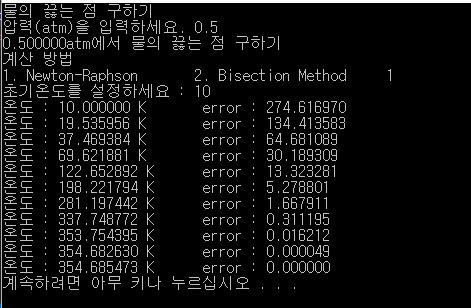 물의 끓는 점 구하기
압력(atm)을 입력하세요. 0.5
0.500000atm에서 물의 끓는 점 구하기
계산 방법
1. Newton-Raphson 2. Bisection Method 1
초기온도를 설정하세요 : 10
온도 : 10.000000 K error : 274.616970
온도 : 19.535956 K error : 134.413583
온도 : 37.469384 K error : 64.681089
온도 : 69.621881 K error : 30.189309
온도 : 122.652892 K error : 13.323281
온도 : 198.221794 K error : 5.278801
온도 : 281.197442 K error : 1.667911
온도 : 337.748772 K error : 0.311195
온도 : 353.754395 K error : 0.016212
온도 : 354.682630 K error : 0.000049
온도 : 354.685473 K error : 0.000000
계속하려면 아무 키나 누르십시오 . . .